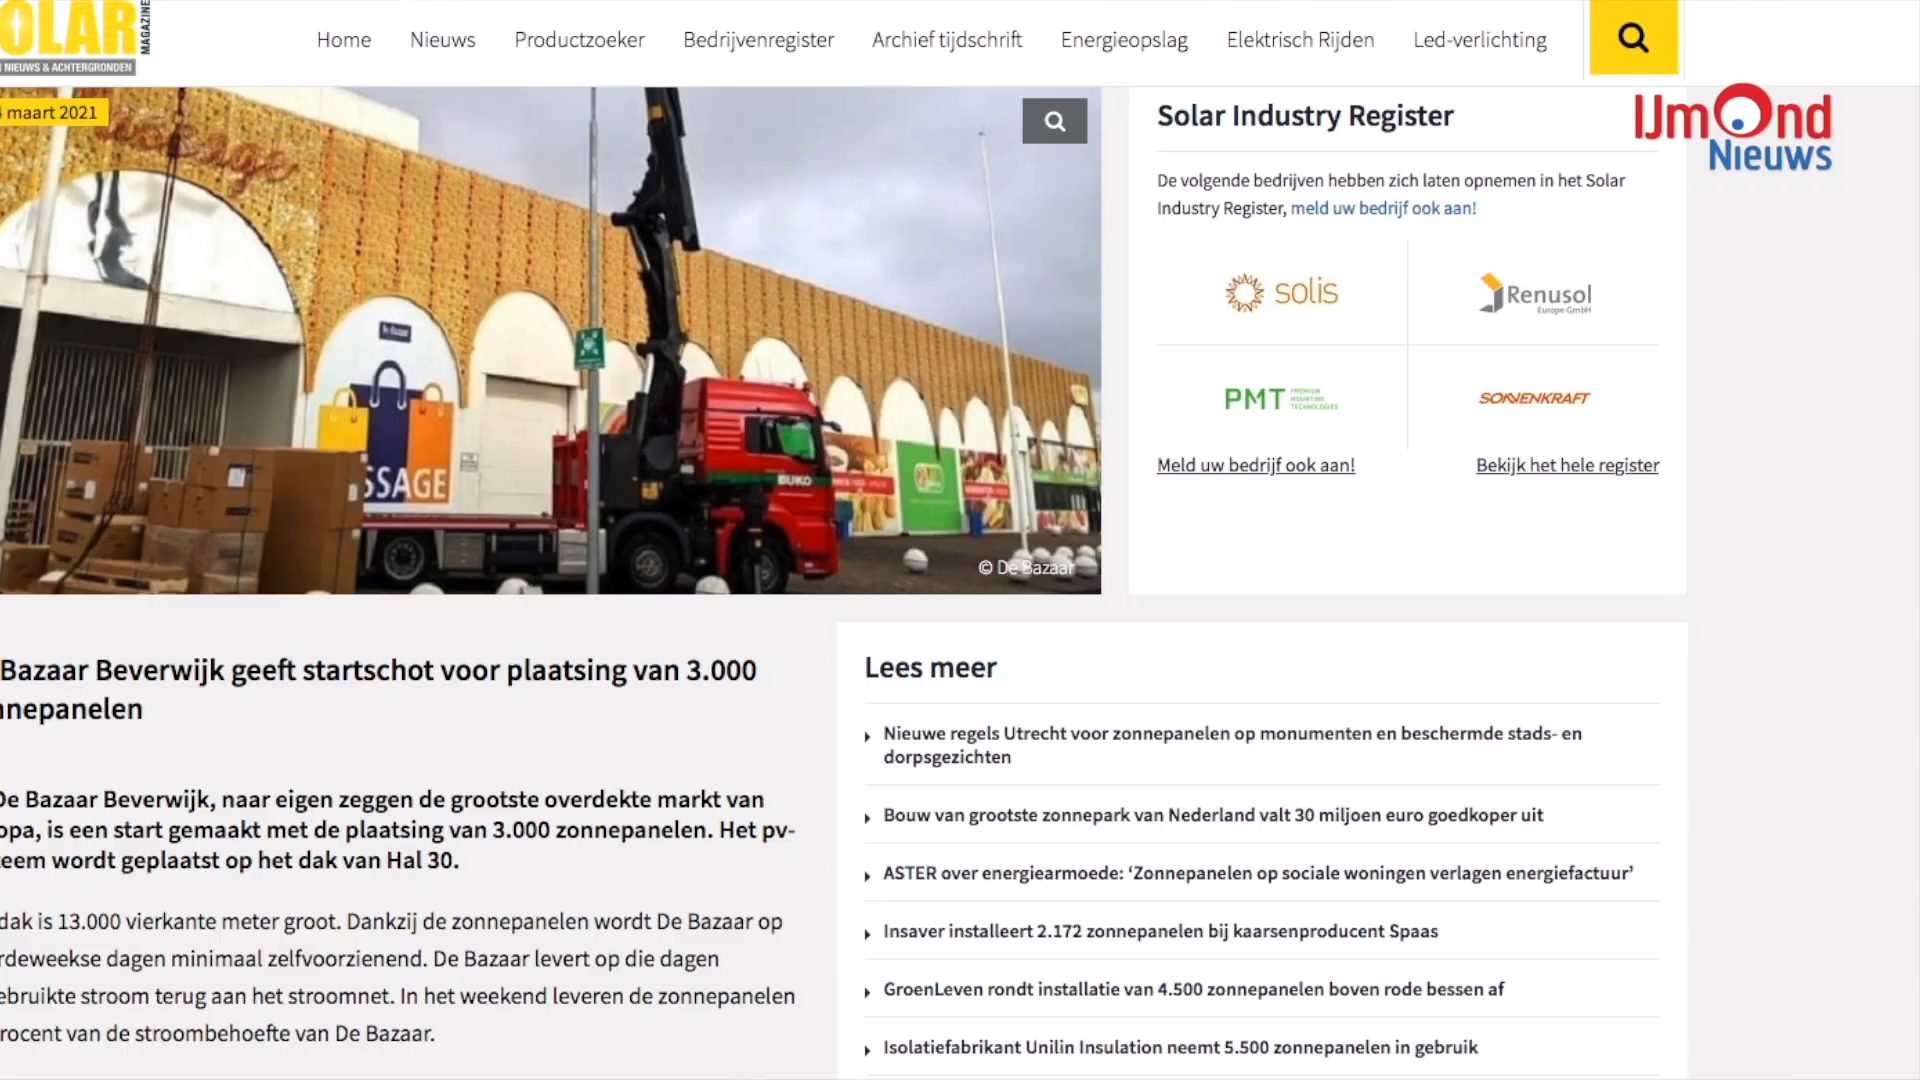 OLAR
MAGAZINE
NIEUWS & ACHTERGRONDEN
Home
Nieuws
Productzoeker
Bedrijvenregister
Archief tijdschrift
Energieopslag
Elektrisch Rijden
Led-verlichting
maart 2021
IJmOnd
Nieuws
Solar Industry Register
De volgende bedrijven hebben zich laten opnemen in het Solar
Industry Register, meld uw bedrijf ook aan!
solis
Renusol
Europe GmbH
PMT PREMIUM
MOUNTING
TECHNOLOGIES
SONNENKRAFT
Meld uw bedrijf ook aan!
Bekijk het hele register
De Bazaar
SSAGE
BUKO
© De Bazaar
Bazaar Beverwijk geeft startschot voor plaatsing van 3.000
nnepanelen
De Bazaar Beverwijk, naar eigen zeggen de grootste overdekte markt van
opa, is een start gemaakt met de plaatsing van 3.000 zonnepanelen. Het pv-
teem wordt geplaatst op het dak van Hal 30.
dak is 13.000 vierkante meter groot. Dankzij de zonnepanelen wordt De Bazaar op
rdeweekse dagen minimaal zelfvoorzienend. De Bazaar levert op die dagen
ebruikte stroom terug aan het stroomnet. In het weekend leveren de zonnepanelen
rocent van de stroombehoefte van De Bazaar.
Lees meer
Nieuwe regels Utrecht voor zonnepanelen op monumenten en beschermde stads- en
dorpsgezichten
Bouw van grootste zonnepark van Nederland valt 30 miljoen euro goedkoper uit
ASTER over energiearmoede: ‘Zonnepanelen op sociale woningen verlagen energiefactuur’
Insaver installeert 2.172 zonnepanelen bij kaarsenproducent Spaas
GroenLeven rondt installatie van 4.500 zonnepanelen boven rode bessen af
Isolatiefabrikant Unilin Insulation neemt 5.500 zonnepanelen in gebruik